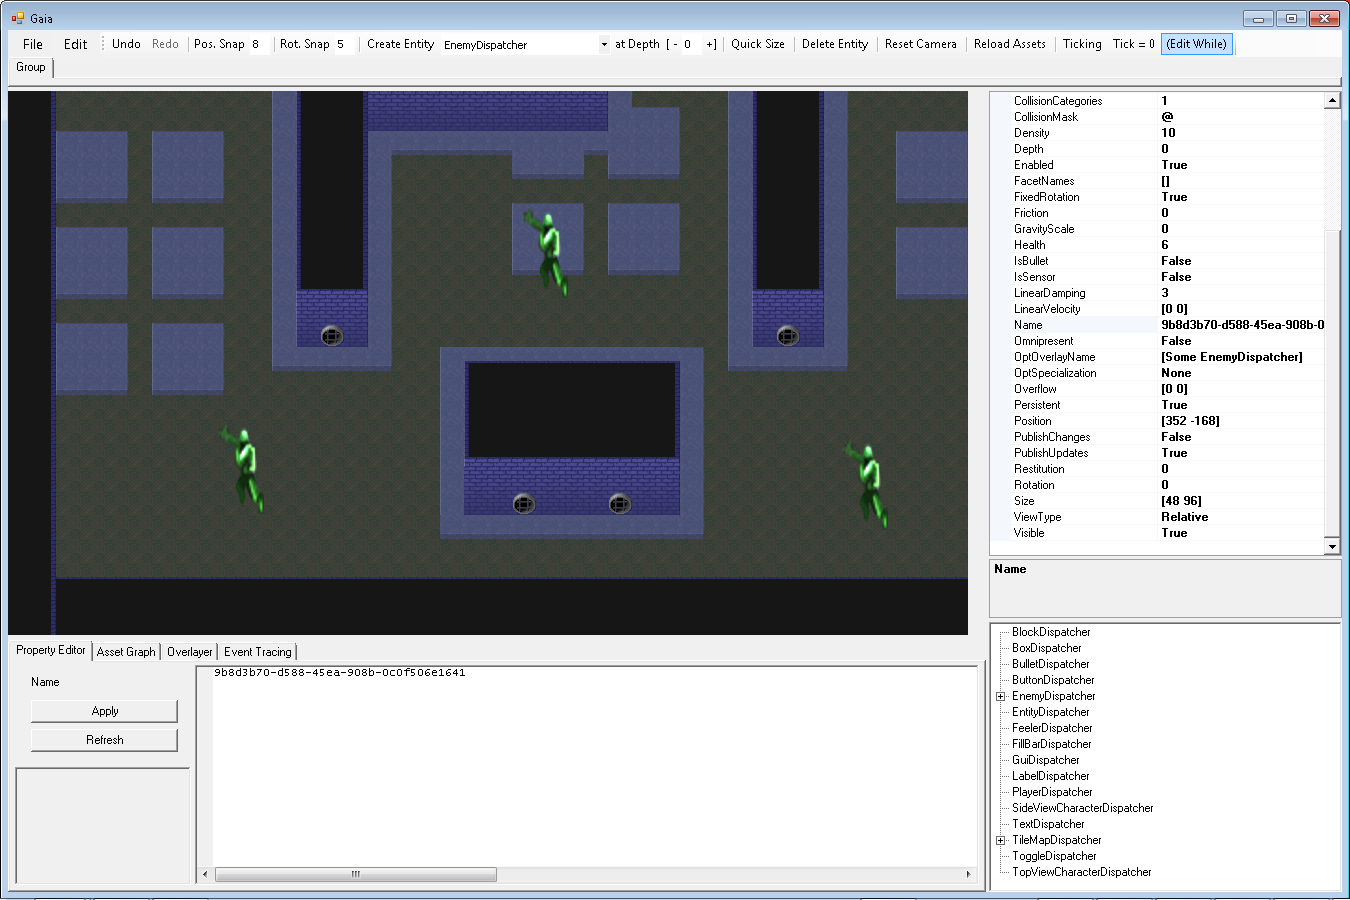 Gaia
File Edit Undo Redo Pos. Snap 8 Rot. Snap 5 Create Entity EnemyDispatcher at Depth [ - 0 +] Quick Size Delete Entity Reset Camera Reload Assets Ticking Tick = 0 (Edit While)
Group
CollisionCategories 1
CollisionMask @
Density 10
Depth 0
Enabled True
FacetNames []
FixedRotation True
Friction 0
GravityScale 0
Health 6
IsBullet False
IsSensor False
LinearDamping 3
LinearVelocity [0 0]
Name 9b8d3b70-d588-45ea-908b-0
Omnipresent False
OptOverlayName [Some EnemyDispatcher]
OptSpecialization None
Overflow [0 0]
Persistent True
Position [352 -168]
PublishChanges False
PublishUpdates True
Restitution 0
Rotation 0
Size [48 96]
ViewType Relative
Visible True
Name
Property Editor Asset Graph Overlayer Event Tracing
Name
Apply
Refresh
9b8d3b70-d588-45ea-908b-0c0f506e1641
BlockDispatcher
BoxDispatcher
BulletDispatcher
ButtonDispatcher
EnemyDispatcher
EntityDispatcher
FeelerDispatcher
FillBarDispatcher
GuiDispatcher
LabelDispatcher
PlayerDispatcher
SideViewCharacterDispatcher
TextDispatcher
TileMapDispatcher
ToggleDispatcher
TopViewCharacterDispatcher